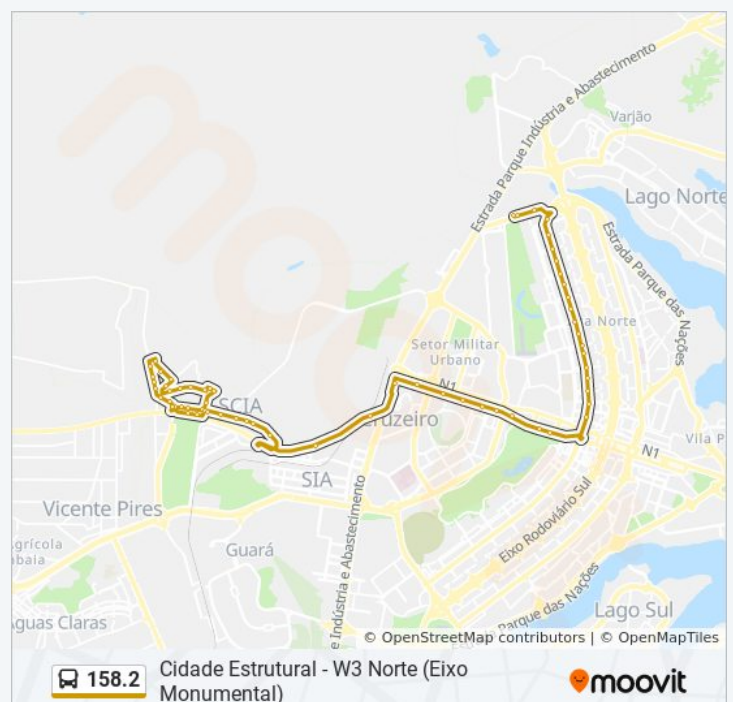 Estrada Parque Indústria e Abastecimento
Varjão
Lago Norte
Estrada Parque das Nações
a Norte
Setor Militar
Urbano
N1
SCIA
Cruzeiro
SIA
N1
Vila P
Vicente Pires
Eixo Rodoviário Sul
Guará
e Indústria e Abastecimento
Águas Claras
Parque das Nações
Lago Sul
© OpenStreetMap contributors | © OpenMapTiles
158.2
Cidade Estrutural - W3 Norte (Eixo
Monumental)
moovit